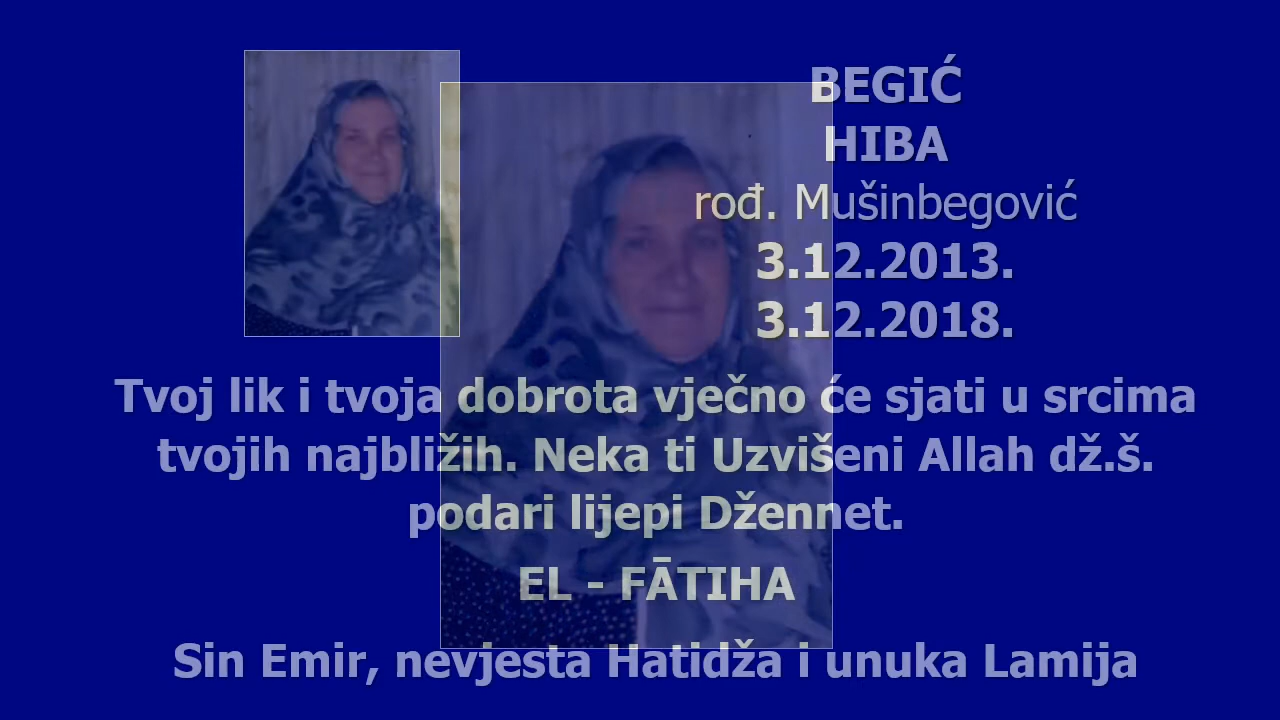 BEGIĆ
HIBA
rođ. Mušinbegović
3.12.2013.
3.12.2018.
Tvoj lik i tvoja dobrota vječno će sjati u srcima
tvojih najbližih. Neka ti Uzvišeni Allah dž.š.
podari lijepi Džennet.
EL - FĀTIHA
Sin Emir, nevjesta Hatidža i unuka Lamija